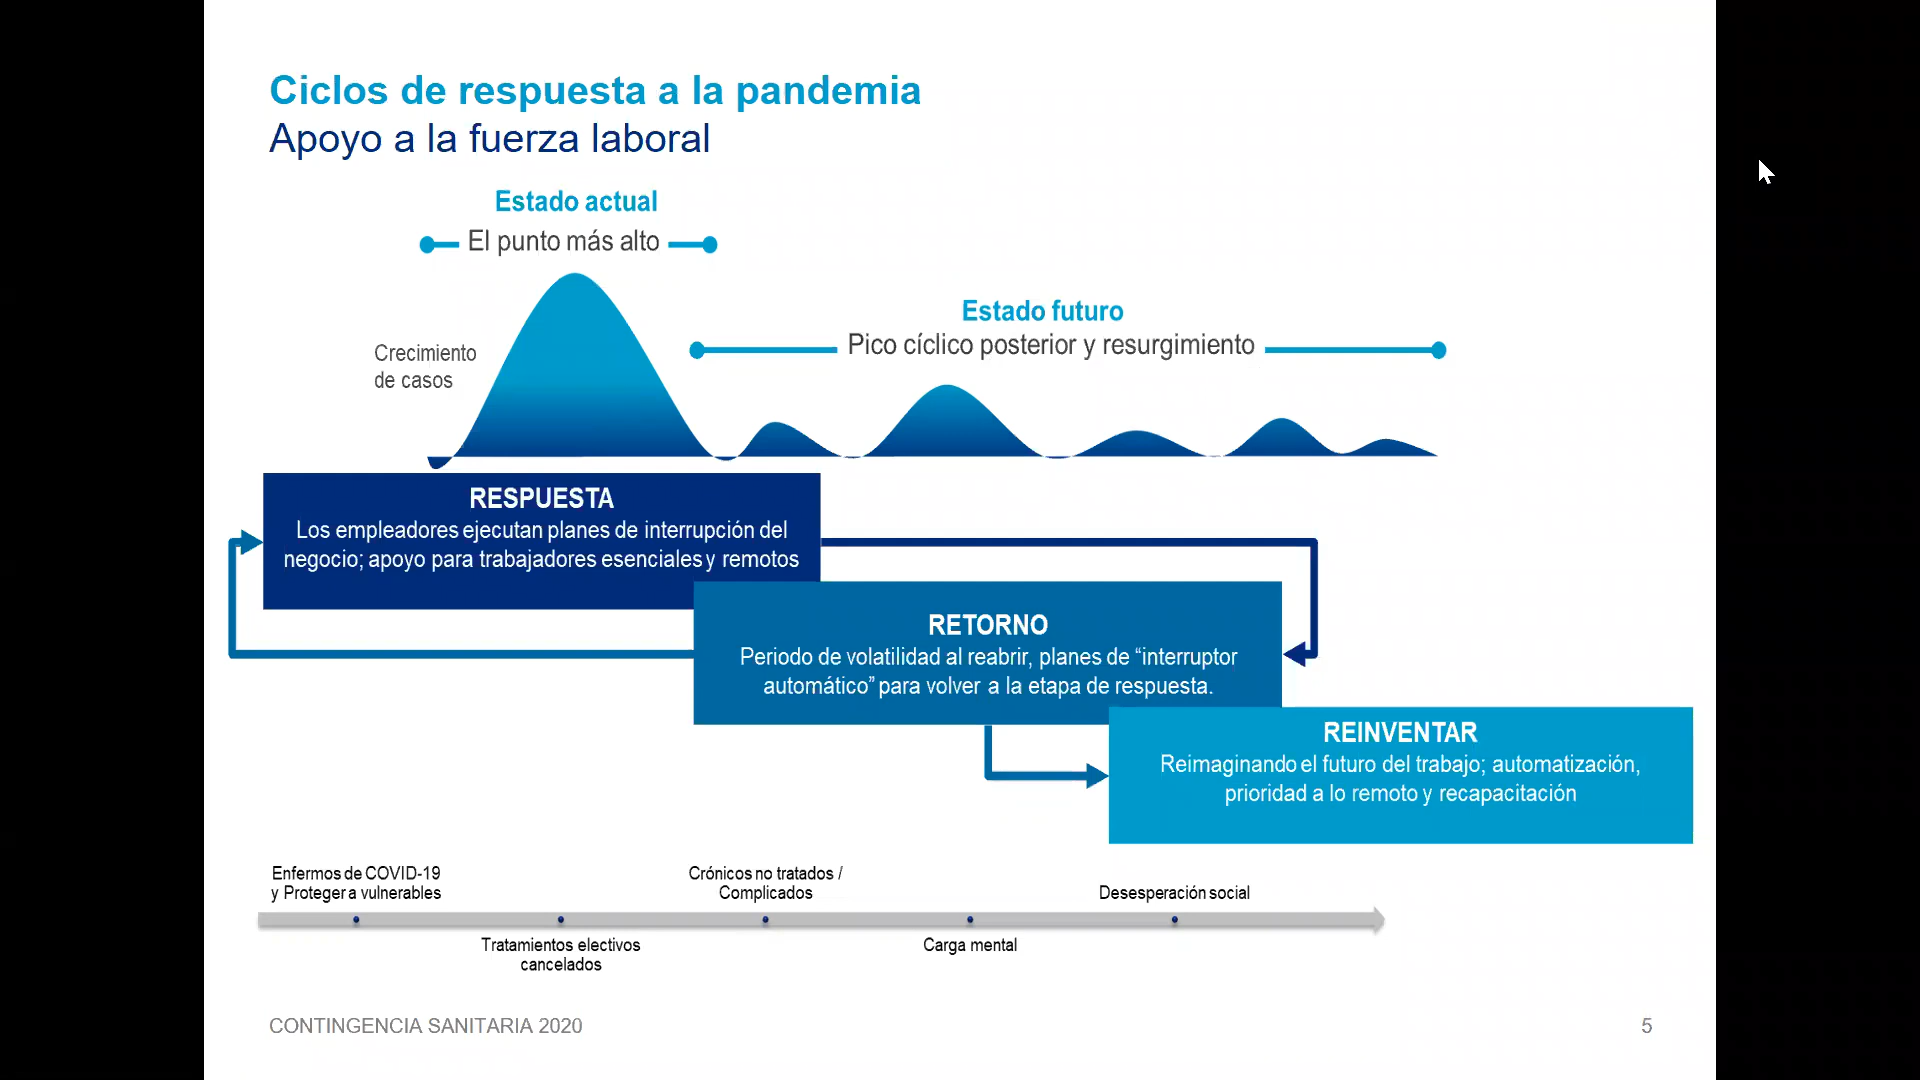 Ciclos de respuesta a la pandemia
Apoyo a la fuerza laboral
Estado actual
El punto más alto
Estado futuro
Pico cíclico posterior y resurgimiento
Crecimiento
de casos
RESPUESTA
Los empleadores ejecutan planes de interrupción del
negocio; apoyo para trabajadores esenciales y remotos
RETORNO
Periodo de volatilidad al reabrir, planes de “interruptor
automático” para volver a la etapa de respuesta.
REINVENTAR
Reimaginando el futuro del trabajo; automatización,
prioridad a lo remoto y recapacitación
Enfermos de COVID-19
y Proteger a vulnerables
Tratamientos electivos
cancelados
Crónicos no tratados /
Complicados
Carga mental
Desesperación social
CONTINGENCIA SANITARIA 2020
5